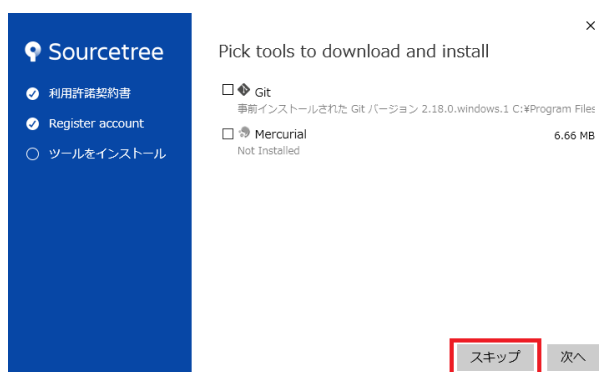 ×
Sourcetree
利用許諾契約書
Register account
ツールをインストール
Pick tools to download and install
Git
事前インストールされた Git バージョン 2.18.0.windows.1 C:¥Program Files
Mercurial 6.66 MB
Not Installed
スキップ 次へ